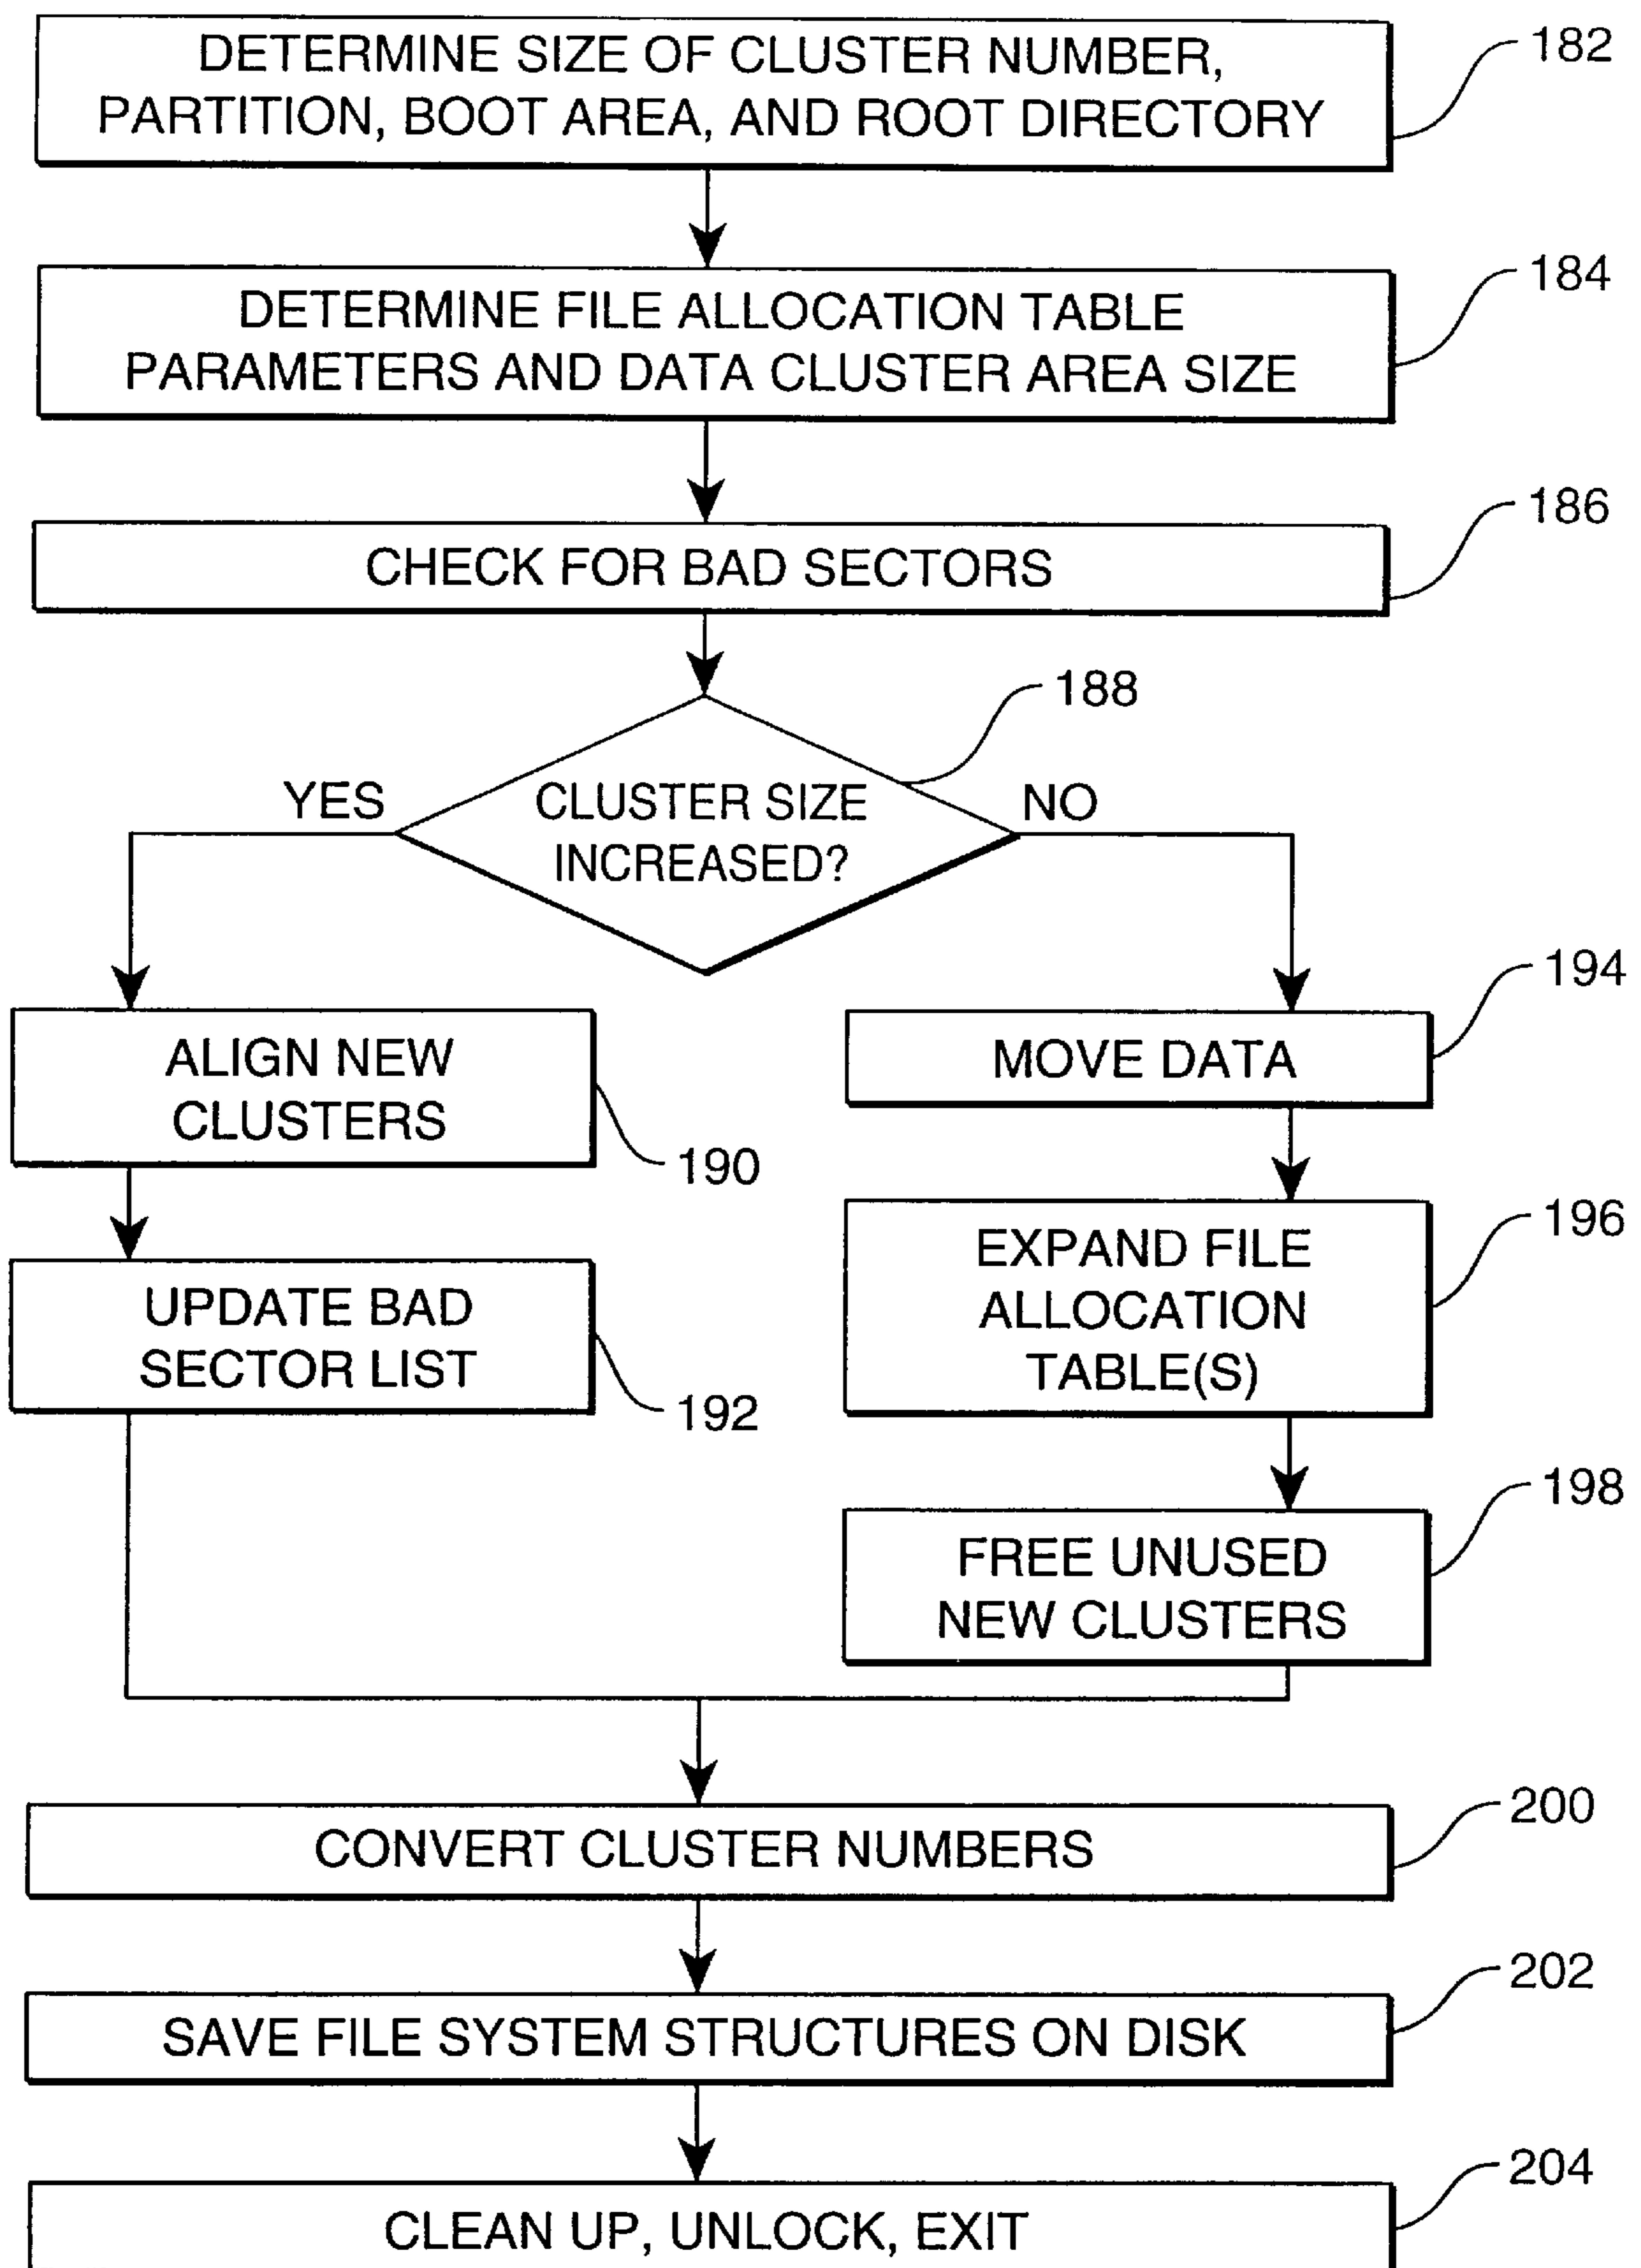 DETERMINE SIZE OF CLUSTER NUMBER,
PARTITION, BOOT AREA, AND ROOT DIRECTORY
182
DETERMINE FILE ALLOCATION TABLE
PARAMETERS AND DATA CLUSTER AREA SIZE
184
CHECK FOR BAD SECTORS
186
188
YES
CLUSTER SIZE
INCREASED?
NO
ALIGN NEW
CLUSTERS
190
UPDATE BAD
SECTOR LIST
192
194
MOVE DATA
EXPAND FILE
ALLOCATION
TABLE(S)
196
FREE UNUSED
NEW CLUSTERS
198
CONVERT CLUSTER NUMBERS
200
SAVE FILE SYSTEM STRUCTURES ON DISK
202
CLEAN UP, UNLOCK, EXIT
204